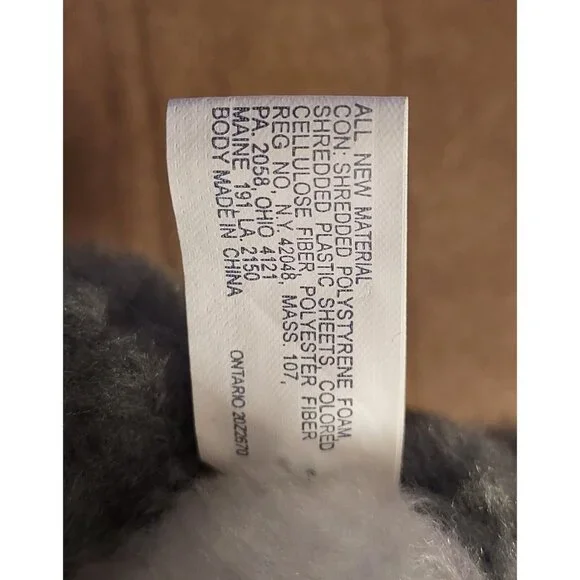 ALL NEW MATERIAL
CON: SHREDDED POLYSTYRENE FOAM,
SHREDDED PLASTIC SHEETS, COLORED
CELLULOSE FIBER, POLYESTER FIBER
REG NO. N.Y. 42048, MASS. 107,
PA. 2058, OHIO 4121
MAINE 191, LA. 2150
BODY MADE IN CHINA
ONTARIO 20Z2670